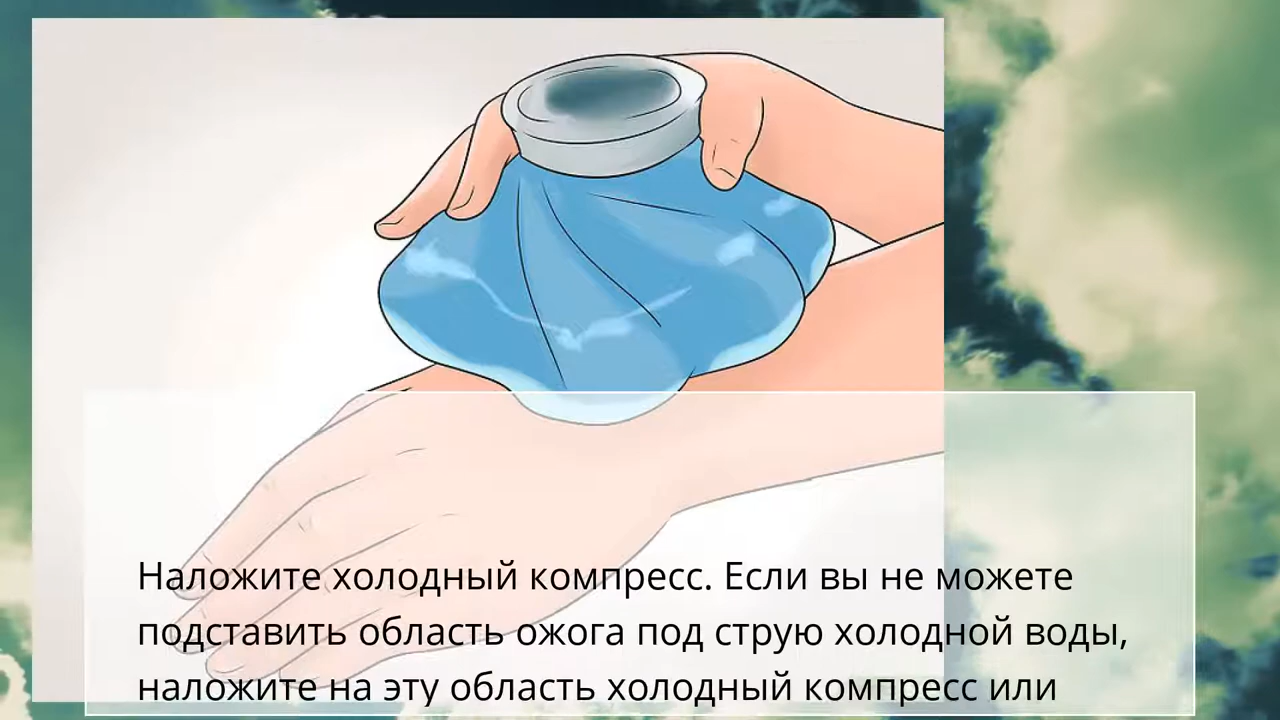 Наложите холодный компресс. Если вы не можете
подставить область ожога под струю холодной воды,
наложите на эту область холодный компресс или